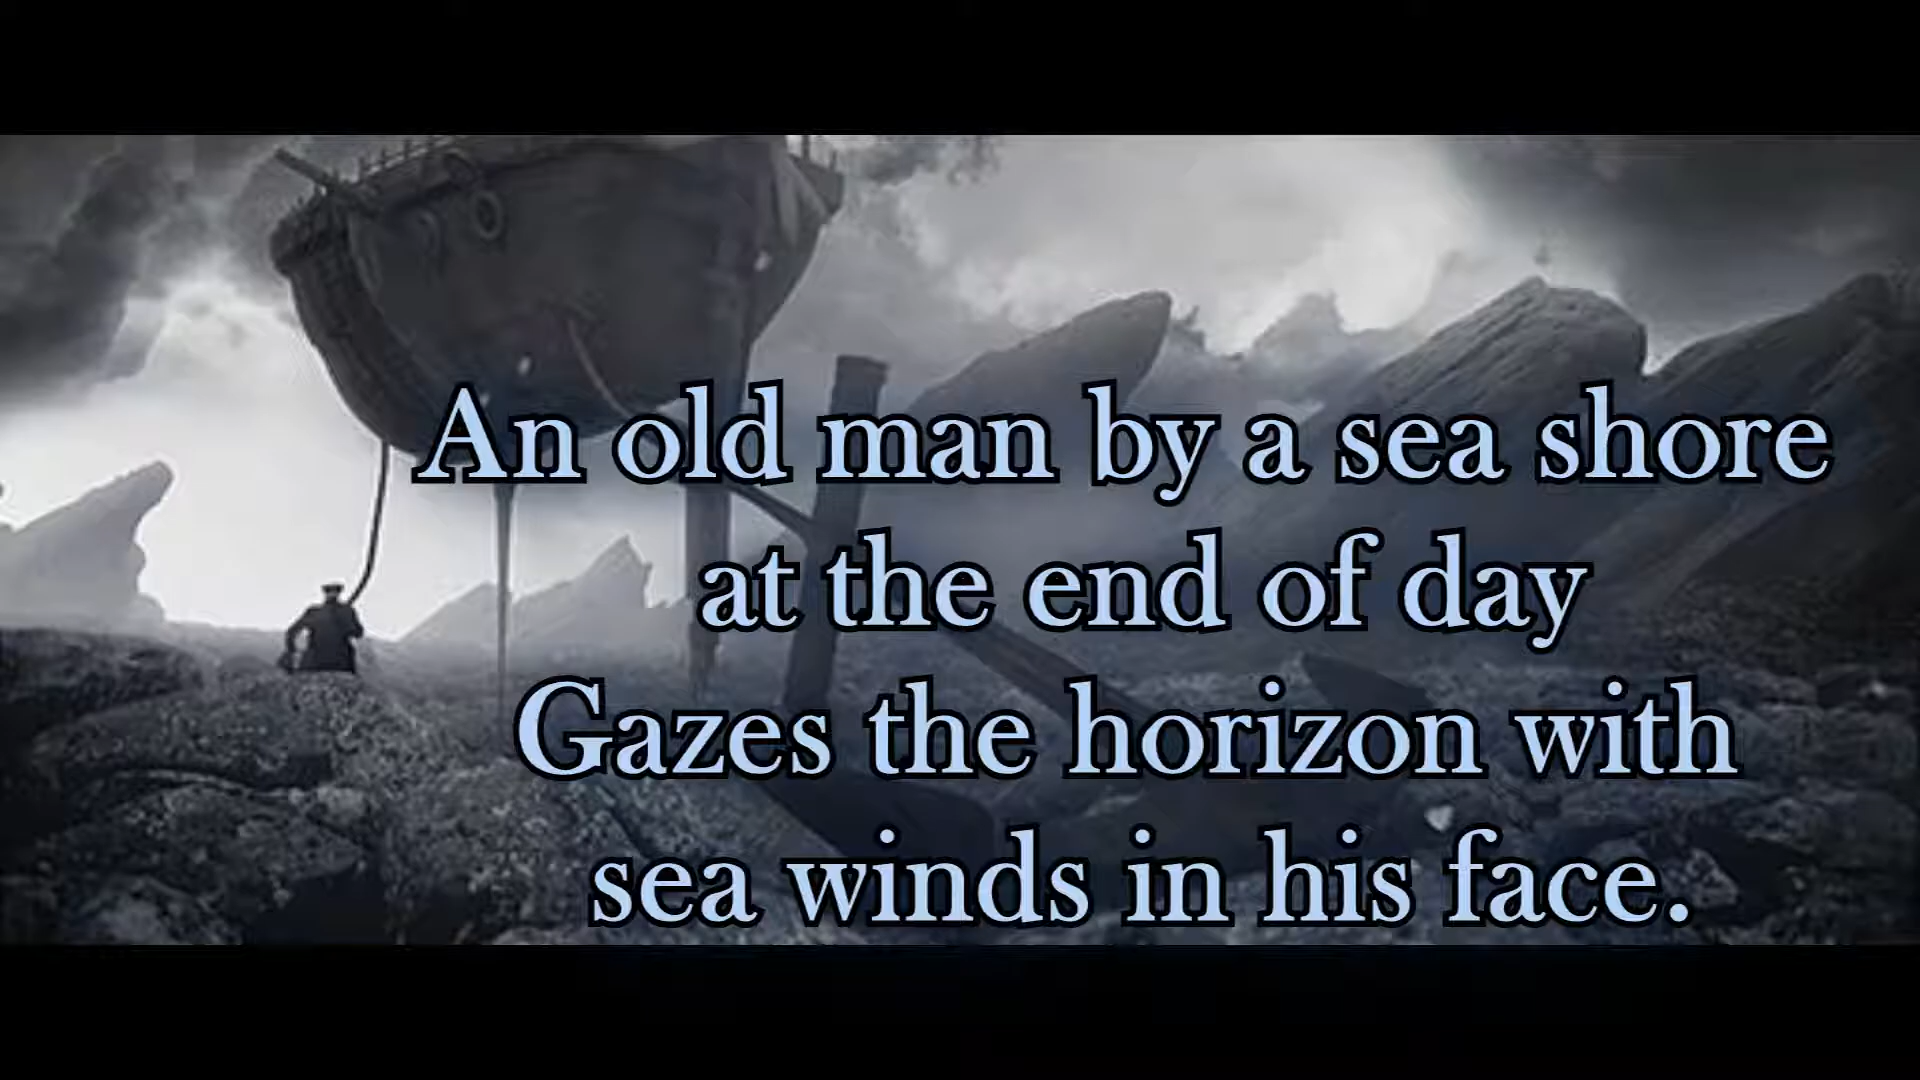 An old man by a sea shore
at the end of day
Gazes the horizon with
sea winds in his face.